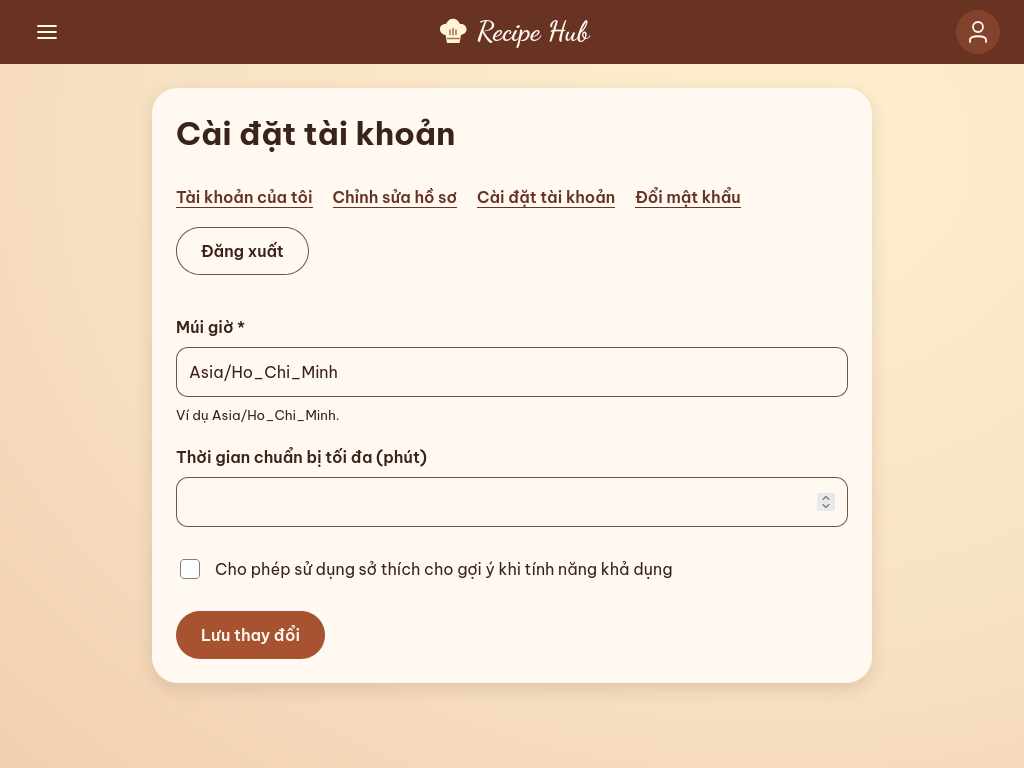 Recipe Hub
Cài đặt tài khoản
Tài khoản của tôi Chỉnh sửa hồ sơ Cài đặt tài khoản Đổi mật khẩu
Đăng xuất
Múi giờ *
Asia/Ho_Chi_Minh
Ví dụ Asia/Ho_Chi_Minh.
Thời gian chuẩn bị tối đa (phút)
Cho phép sử dụng sở thích cho gợi ý khi tính năng khả dụng
Lưu thay đổi